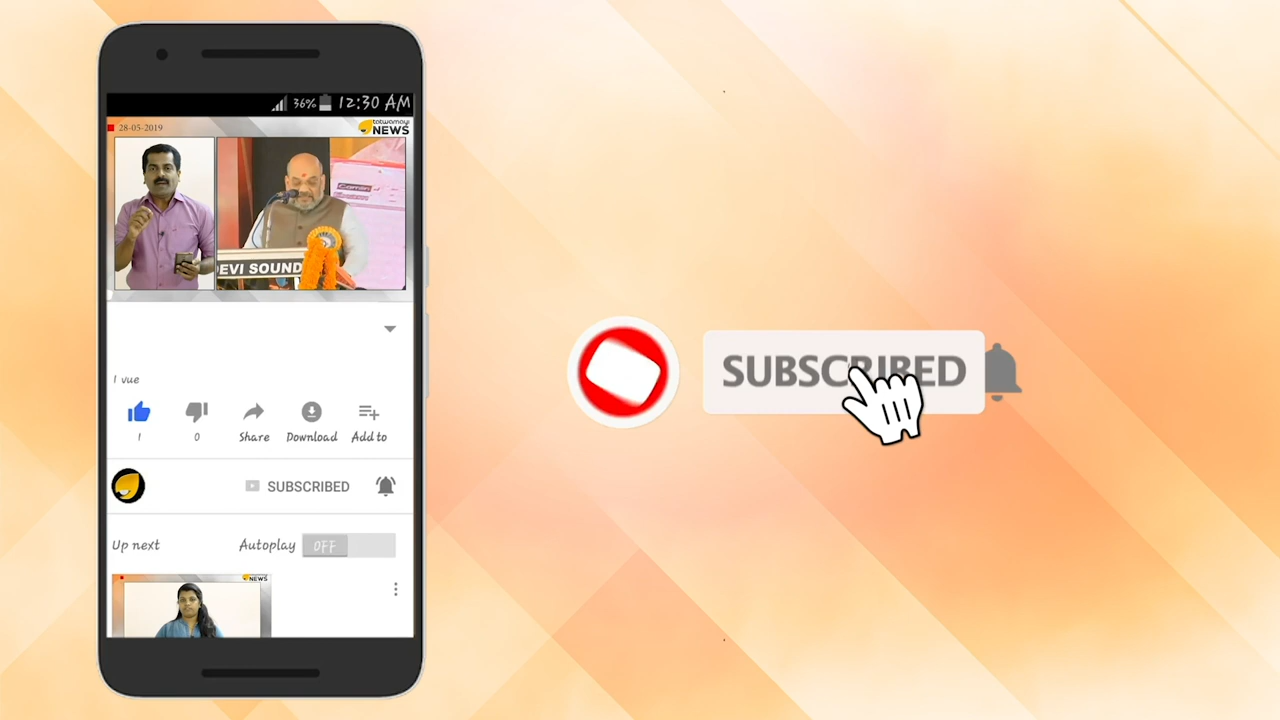 36% 12:30 AM
28-05-2019
tatwamayi
NEWS
DEVI SOUND
1 vue
1
0
Share
Download
Add to
SUBSCRIBED
Up next
Autoplay
OFF
NEWS
SUBSCRIBED